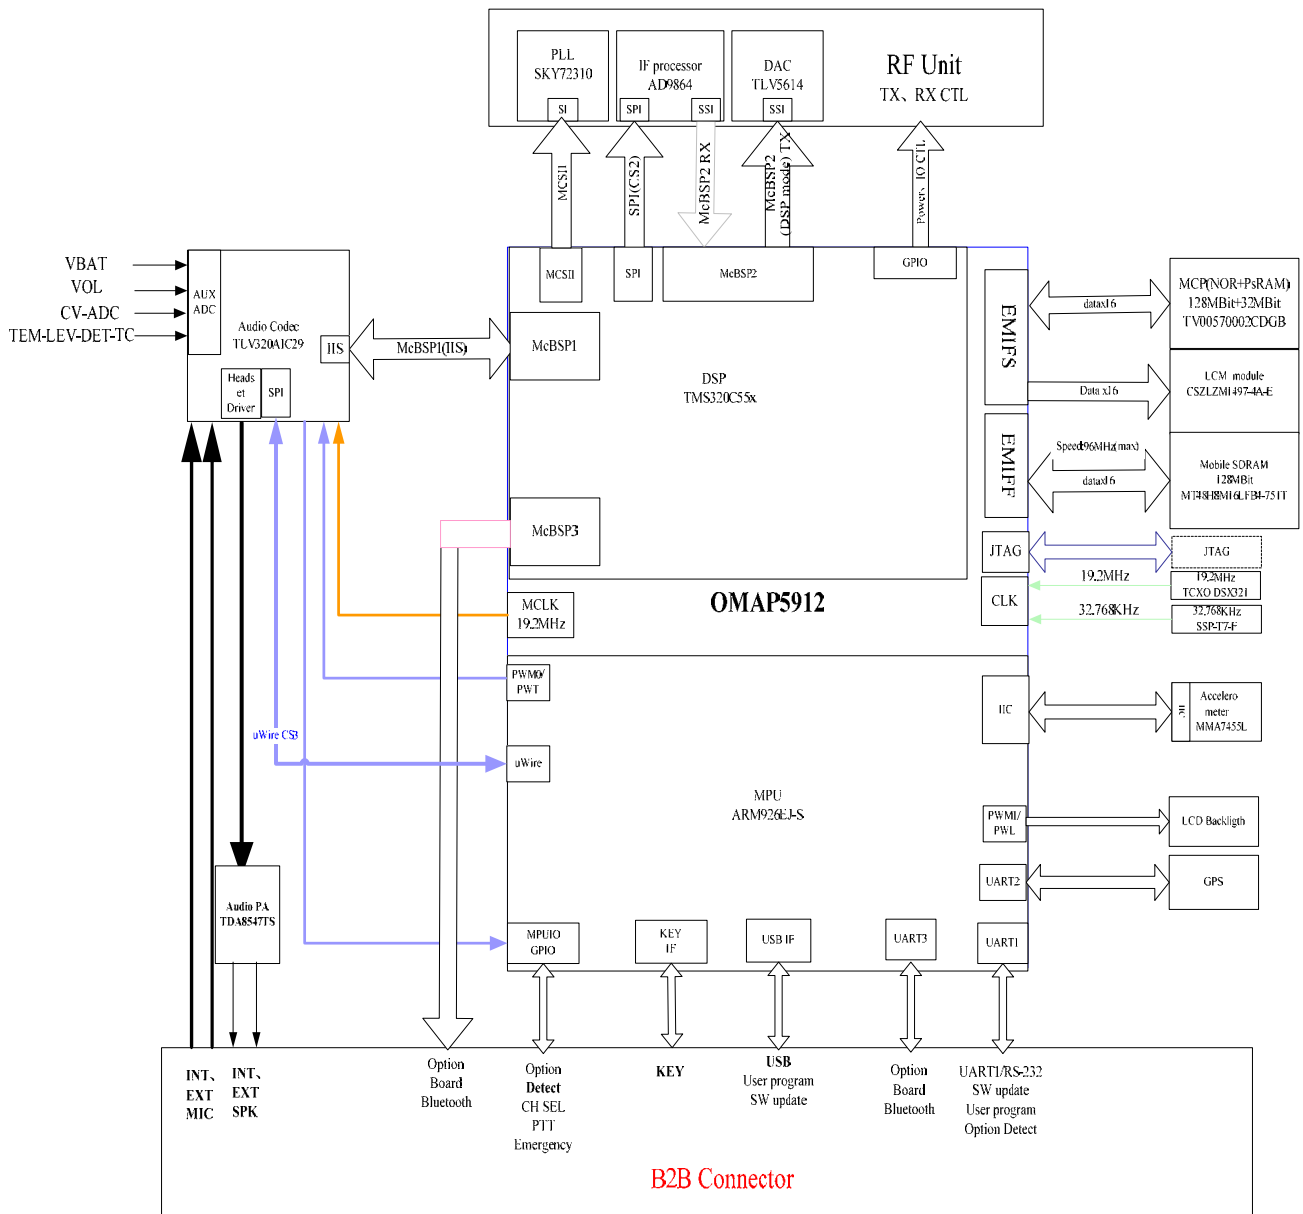 PLL
SKY72310
SI
IF processor
AD9864
SPI
SSI
DAC
TLV5614
SSI
RF Unit
TX、RX CTL
MCSI1
SPI(CS2)
McBSP2 RX
McBSP2
(DSP mode) TX
Power、IO CTL
VBAT
VOL
CV-ADC
TEM-LEV-DET-TC
AUX
ADC
Audio Codec
TLV320AIC29
IIS
Heads
et
Driver
SPI
McBSP1(IIS)
MCSI1
SPI
McBSP2
GPIO
McBSP1
DSP
TMS320C55x
McBSP3
EMIFS
EMIFF
JTAG
CLK
datax16
Data x16
Speed:96MHz(max)
datax16
19.2MHz
32.768KHz
MCP(NOR+PsRAM)
128MBit+32MBit
TV00570002CDGB
LCM module
CSZLZM1497-4A-E
Mobile SDRAM
128MBit
MT48H8M16LFB4-75IT
JTAG
19.2MHz
TCXO DSX321
32.768KHz
SSP-T7-F
OMAP5912
MCLK
19.2MHz
PWM0/
PWT
uWire CS3
uWire
MPU
ARM926EJ-S
IIC
IIC
Accelero
meter
MMA7455L
PWM1/
PWL
LCD Backligth
UART2
GPS
Audio PA
TDA8547TS
MPUIO
GPIO
KEY
IF
USB IF
UART3
UART1
INT、
EXT
MIC
INT、
EXT
SPK
Option
Board
Bluetooth
Option
Detect
CH SEL
PTT
Emergency
KEY
USB
User program
SW update
Option
Board
Bluetooth
UART1/RS-232
SW update
User program
Option Detect
B2B Connector